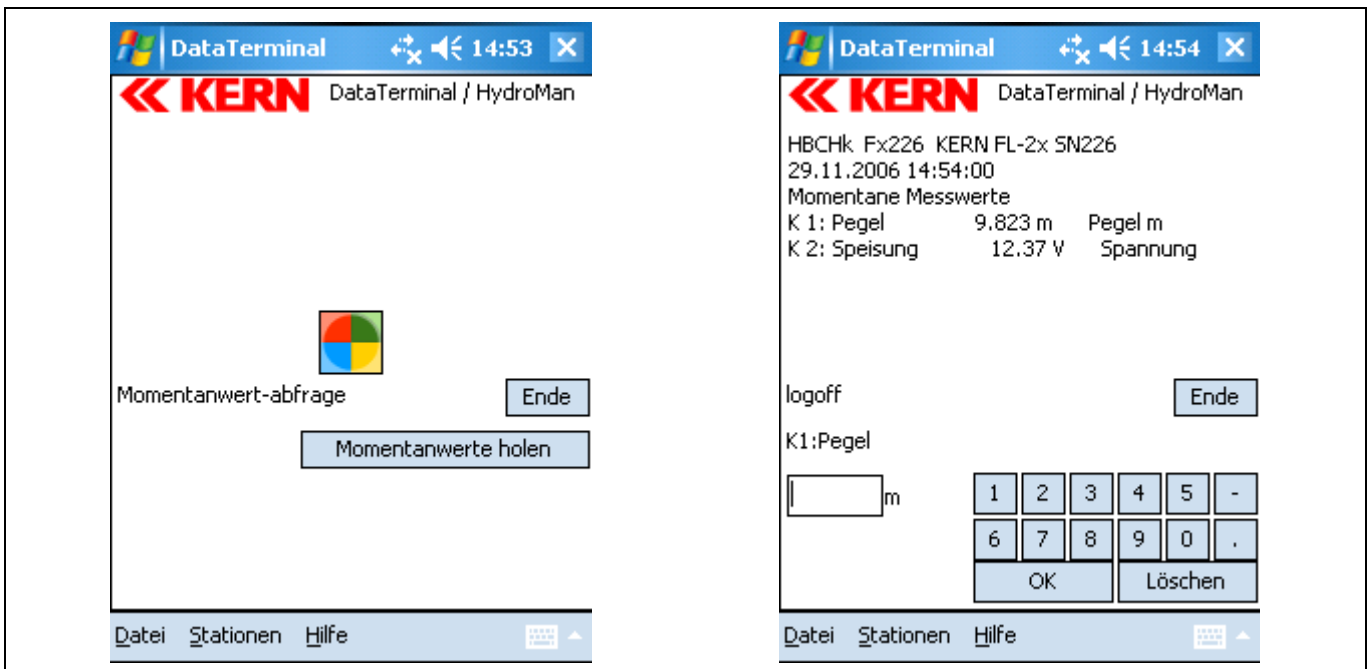 DataTerminal 14:53
KERN DataTerminal / HydroMan
Momentanwert-abfrage Ende
Momentanwerte holen
Datei Stationen Hilfe
DataTerminal 14:54
KERN DataTerminal / HydroMan
HBCHk Fx226 KERN FL-2x SN226
29.11.2006 14:54:00
Momentane Messwerte
K 1: Pegel 9.823 m Pegel m
K 2: Speisung 12.37 V Spannung
logoff Ende
K1:Pegel
m 1 2 3 4 5 -
6 7 8 9 0 .
OK Löschen
Datei Stationen Hilfe